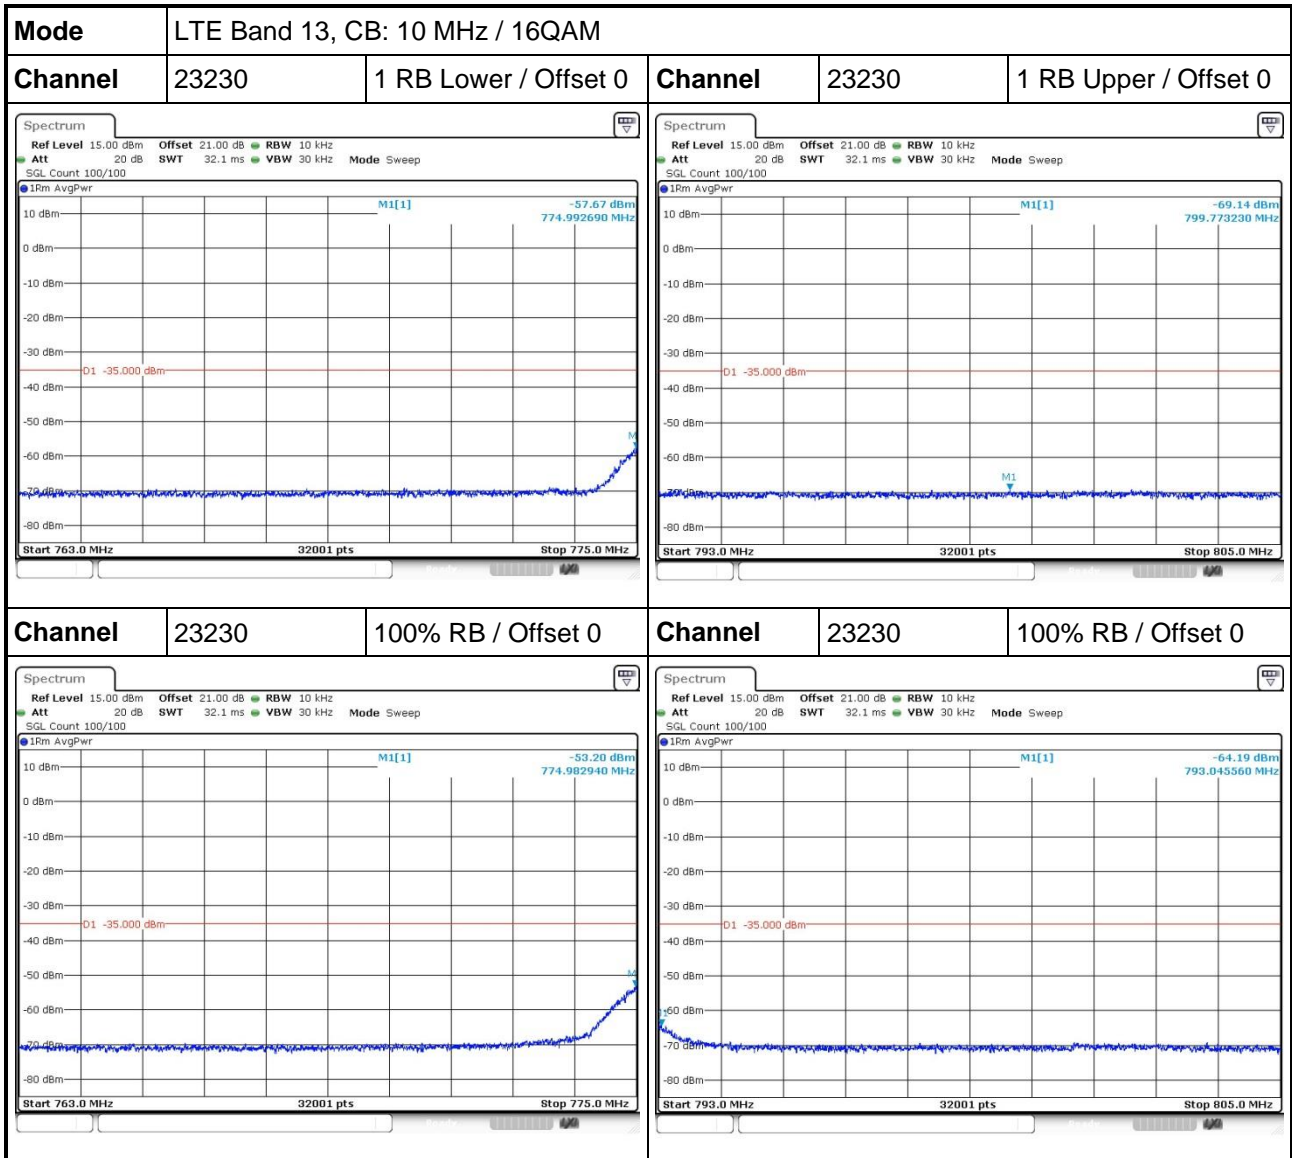 Mode LTE Band 13, CB: 10 MHz / 16QAM
Channel 23230 1 RB Lower / Offset 0 Channel 23230 1 RB Upper / Offset 0
Spectrum
Ref Level 15.00 dBm Offset 21.00 dB RBW 10 kHz
Att 20 dB SWT 32.1 ms VBW 30 kHz Mode Sweep
SGL Count 100/100
1Rm AvgPwr
M1[1] -57.67 dBm
774.992690 MHz
10 dBm
0 dBm
-10 dBm
-20 dBm
-30 dBm
D1 -35.000 dBm
-40 dBm
-50 dBm
M
-60 dBm
-70 dBm
-80 dBm
Start 763.0 MHz 32001 pts Stop 775.0 MHz
Spectrum
Ref Level 15.00 dBm Offset 21.00 dB RBW 10 kHz
Att 20 dB SWT 32.1 ms VBW 30 kHz Mode Sweep
SGL Count 100/100
1Rm AvgPwr
M1[1] -69.14 dBm
799.773230 MHz
10 dBm
0 dBm
-10 dBm
-20 dBm
-30 dBm
D1 -35.000 dBm
-40 dBm
-50 dBm
-60 dBm
M1
-70 dBm
-80 dBm
Start 793.0 MHz 32001 pts Stop 805.0 MHz
Channel 23230 100% RB / Offset 0 Channel 23230 100% RB / Offset 0
Spectrum
Ref Level 15.00 dBm Offset 21.00 dB RBW 10 kHz
Att 20 dB SWT 32.1 ms VBW 30 kHz Mode Sweep
SGL Count 100/100
1Rm AvgPwr
M1[1] -53.20 dBm
774.982940 MHz
10 dBm
0 dBm
-10 dBm
-20 dBm
-30 dBm
D1 -35.000 dBm
-40 dBm
-50 dBm
M
-60 dBm
-70 dBm
-80 dBm
Start 763.0 MHz 32001 pts Stop 775.0 MHz
Spectrum
Ref Level 15.00 dBm Offset 21.00 dB RBW 10 kHz
Att 20 dB SWT 32.1 ms VBW 30 kHz Mode Sweep
SGL Count 100/100
1Rm AvgPwr
M1[1] -64.19 dBm
793.045560 MHz
10 dBm
0 dBm
-10 dBm
-20 dBm
-30 dBm
D1 -35.000 dBm
-40 dBm
-50 dBm
-60 dBm
-70 dBm
-80 dBm
Start 793.0 MHz 32001 pts Stop 805.0 MHz